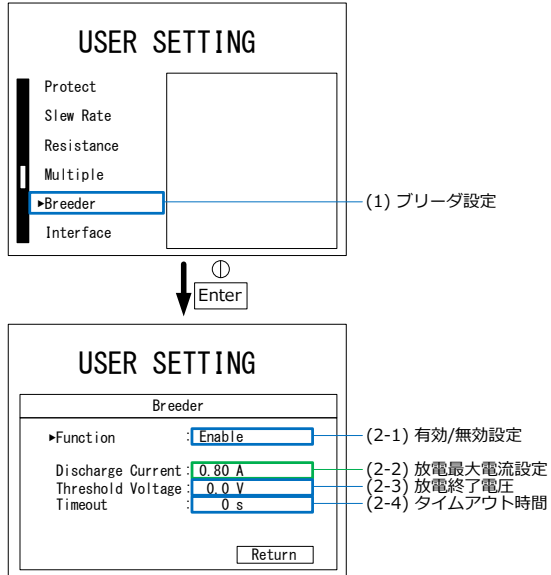 USER SETTING
Protect
Slew Rate
Resistance
Multiple
▶Breeder
Interface
(1) ブリーダ設定
Enter
USER SETTING
Breeder
▶Function : Enable (2-1) 有効/無効設定
Discharge Current : 0.80 A (2-2) 放電最大電流設定
Threshold Voltage : 0.0 V (2-3) 放電終了電圧
Timeout : 0 s (2-4) タイムアウト時間
Return